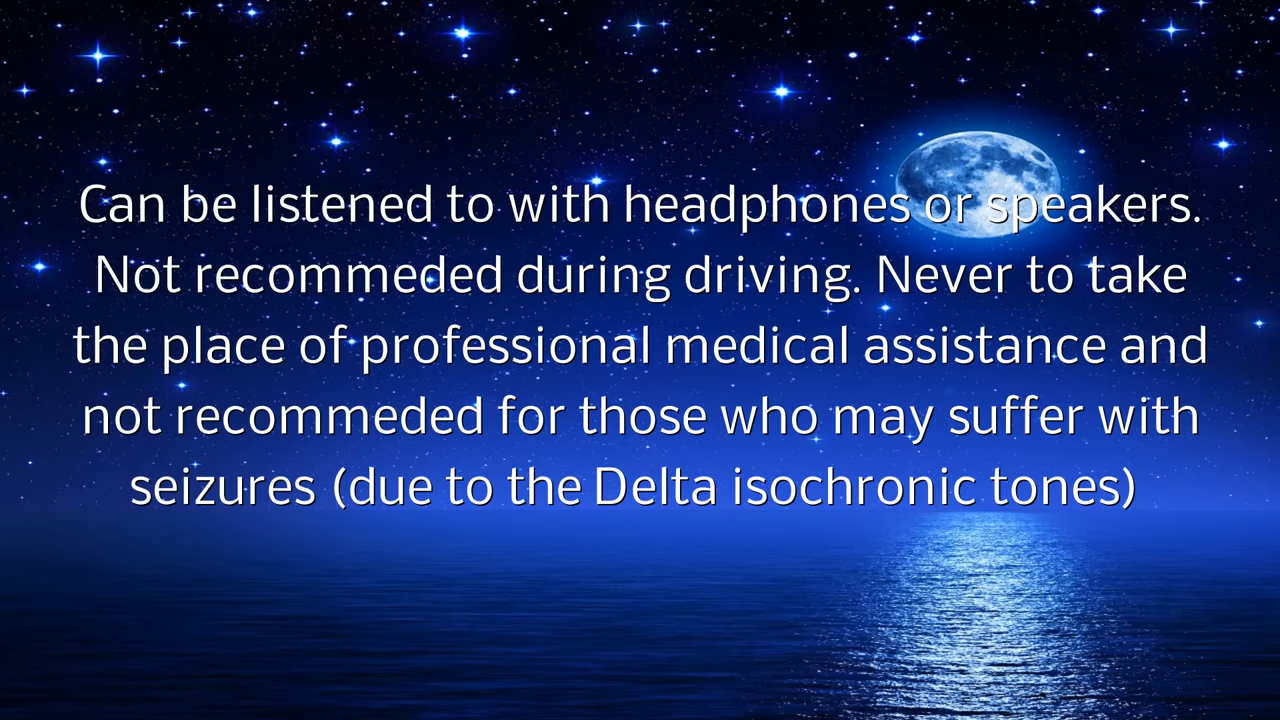 Can be listened to with headphones or speakers.
Not recommeded during driving. Never to take
the place of professional medical assistance and
not recommeded for those who may suffer with
seizures (due to the Delta isochronic tones)